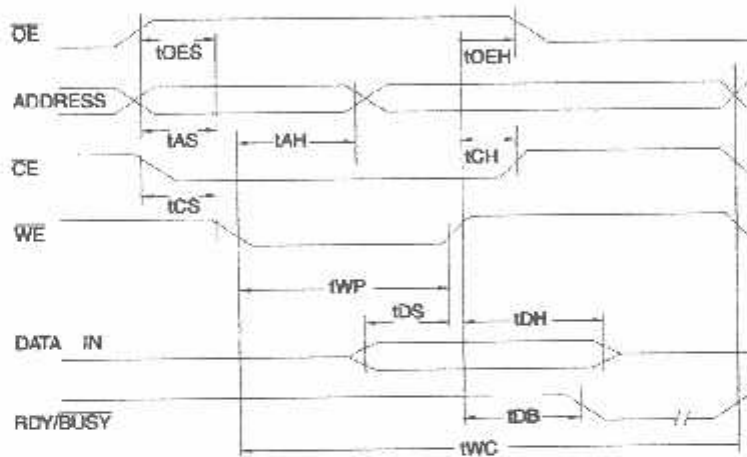 OE
tOES
tOEH
ADDRESS
tAS
tAH
tCH
CE
tCS
WE
tWP
tDS
tDH
DATA IN
tDB
RDY/BUSY
tWC